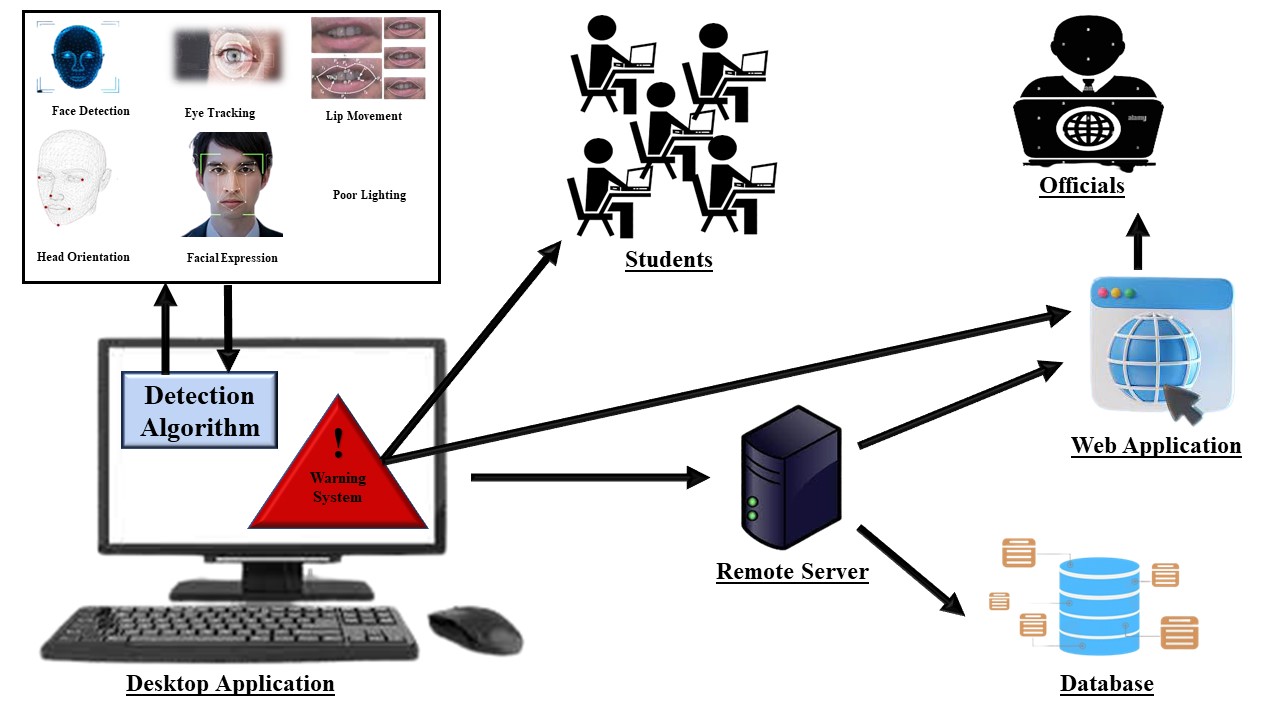 Face Detection
Eye Tracking
Lip Movement
Head Orientation
Facial Expression
Poor Lighting
Detection
Algorithm
!
Warning
System
Desktop Application
Students
Remote Server
alamy
Officials
Web Application
Database